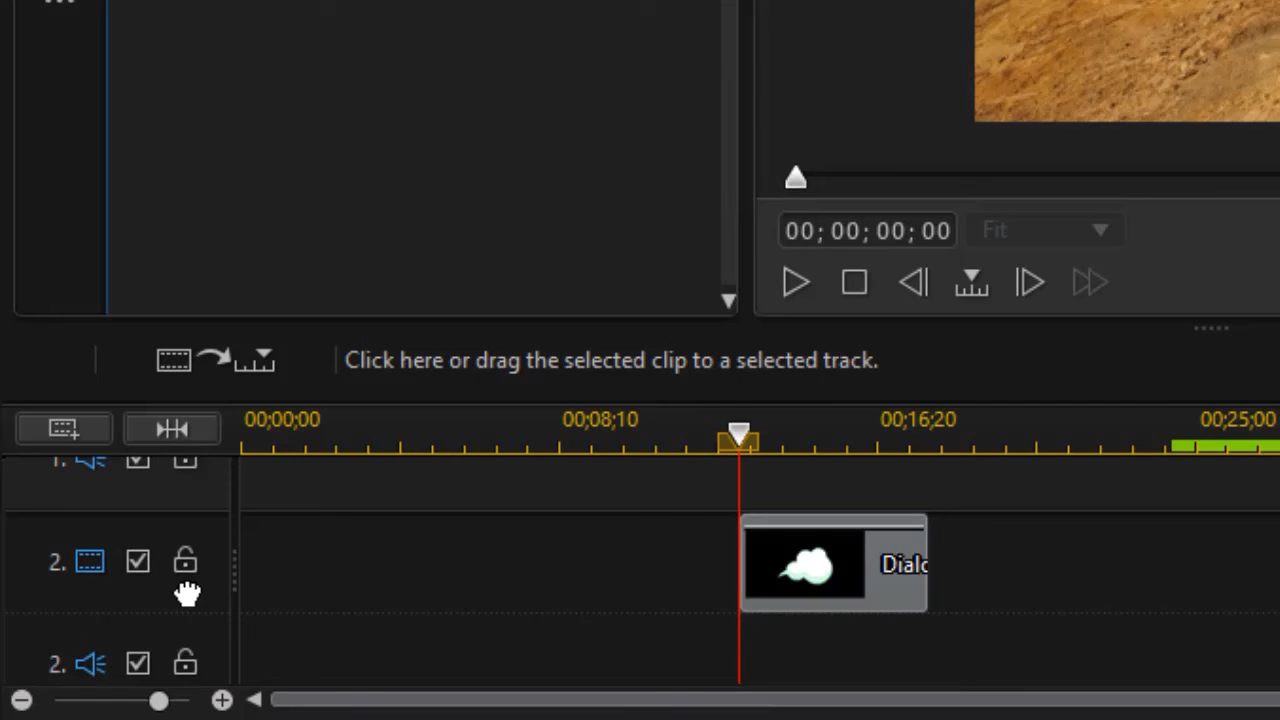 00; 00; 00; 00
Fit
Click here or drag the selected clip to a selected track.
00;00;00 00;08;10 00;16;20 00;25;00
1.
2.
Dialo
2.